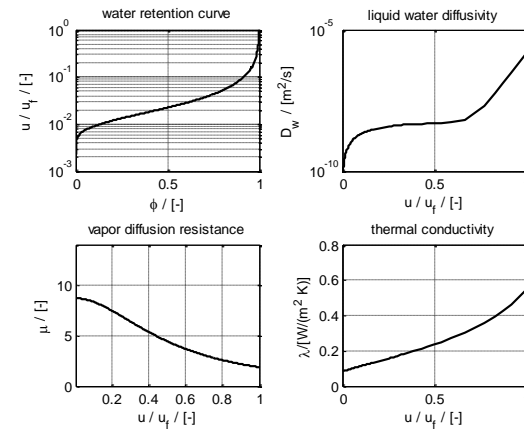 water retention curve
10^0
10^-1
10^-2
10^-3
0
0.5
1
u / u_f / [-]
ϕ / [-]
liquid water diffusivity
10^-5
10^-10
0
0.5
D_w / [m^2/s]
u / u_f / [-]
vapor diffusion resistance
10
5
0
0.2 0.4 0.6 0.8 1
μ / [-]
u / u_f / [-]
thermal conductivity
0.8
0.6
0.4
0.2
0
0
0.5
λ/[W/(m^2 K)]
u / u_f / [-]